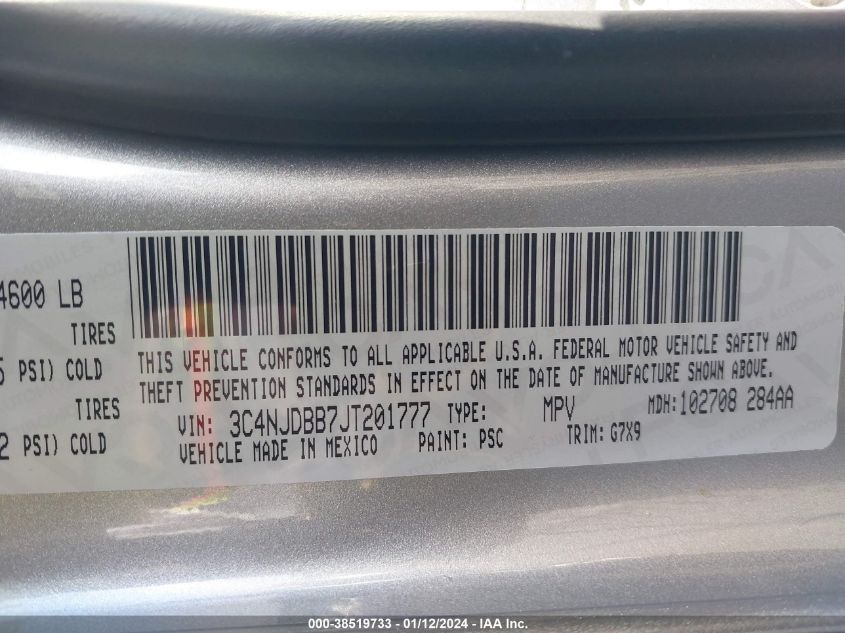 4600 LB
TIRES
5 PSI) COLD
TIRES
2 PSI) COLD
THIS VEHICLE CONFORMS TO ALL APPLICABLE U.S.A. FEDERAL MOTOR VEHICLE SAFETY AND
THEFT PREVENTION STANDARDS IN EFFECT ON THE DATE OF MANUFACTURE SHOWN ABOVE.
VIN: 3C4NJDBB7JT201777 TYPE: MPV MDH:102708 284AA
VEHICLE MADE IN MEXICO PAINT: PSC TRIM: G7X9
000-38519733 - 01/12/2024 - IAA Inc.